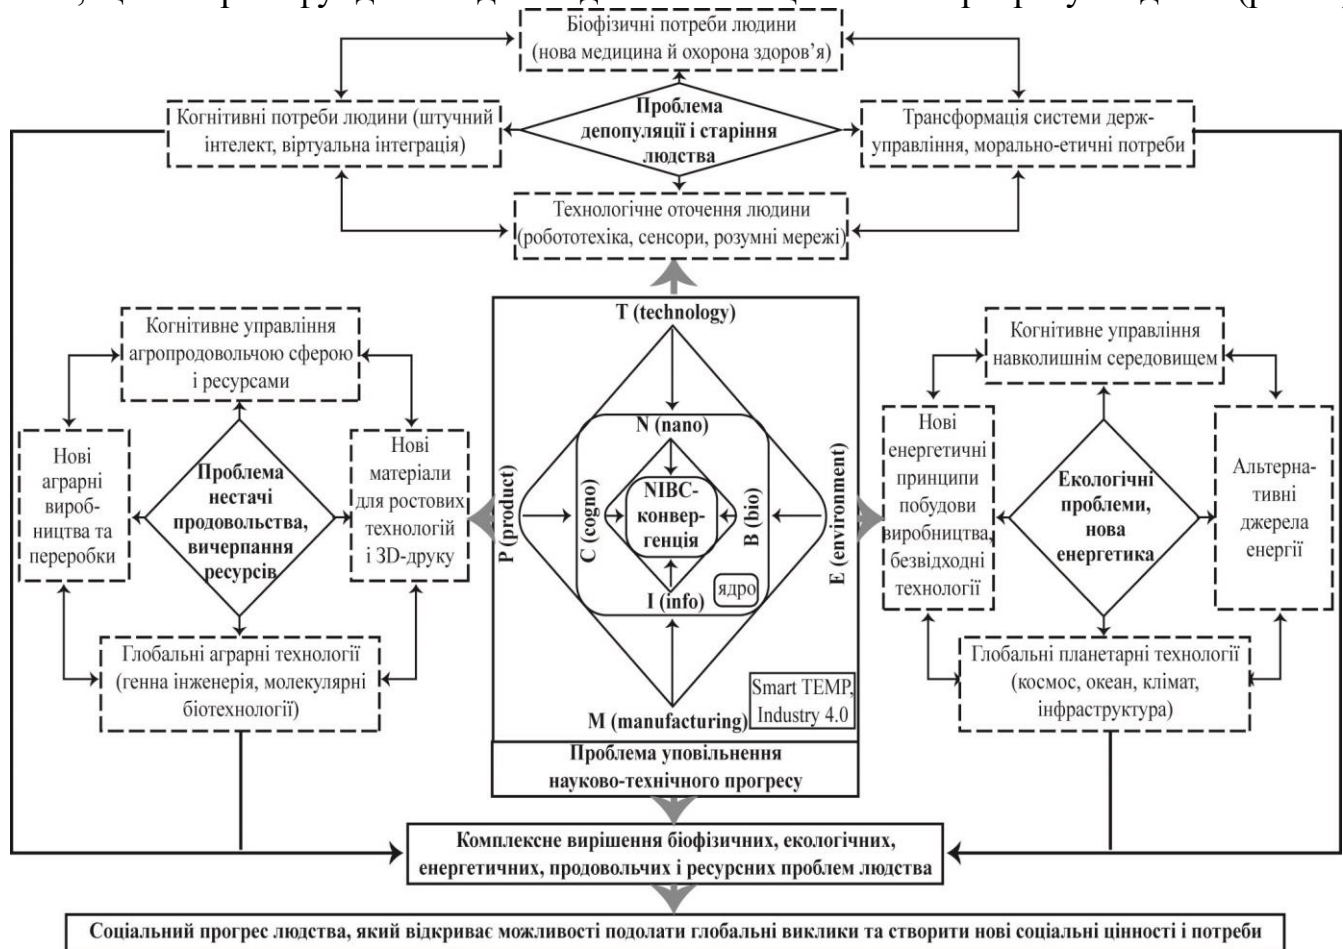 Біофізичні потреби людини
(нова медицина й охорона здоров’я)
Когнітивні потреби людини (штучний
інтелект, віртуальна інтеграція)
Проблема
депопуляції і старіння
людства
Трансформація системи держ-
управління, морально-етичні потреби
Технологічне оточення людини
(робототехіка, сенсори, розумні мережі)
Когнітивне управління
агропродовольчою сферою
і ресурсами
Нові
аграрні
вироб-
ництва та
переробки
Проблема
нестачі
продовольства,
вичерпання
ресурсів
Нові
матеріали
для ростових
технологій
і 3D-друку
Глобальні аграрні технології
(генна інженерія, молекулярні
біотехнології)
T (technology)
P (product)
N (nano)
C (cogno)
NIBC-
конвер-
генція
B (bio)
E (environment)
I (info)
ядро
M (manufacturing)
Smart TEMP,
Industry 4.0
Проблема уповільнення
науково-технічного прогресу
Когнітивне управління
навколишнім середовищем
Нові
енергетичні
принципи
побудови
виробництва,
безвідходні
технології
Екологічні
проблеми,
нова
енергетика
Альтерна-
тивні
джерела
енергії
Глобальні планетарні технології
(космос, океан, клімат,
інфраструктура)
Комплексне вирішення біофізичних, екологічних,
енергетичних, продовольчих і ресурсних проблем людства
Соціальний прогрес людства, який відкриває можливості подолати глобальні виклики та створити нові соціальні цінності і потреби